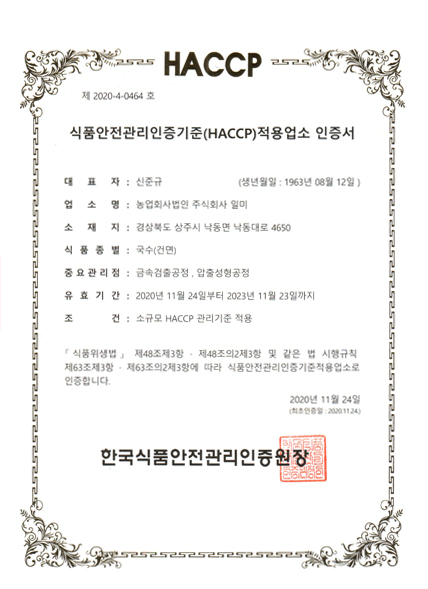 HACCP
제 2020-4-0464 호
식품안전관리인증기준(HACCP)적용업소 인증서
대 표 자 : 신준규 (생년월일 : 1963년 08월 12일 )
업 소 명 : 농업회사법인 주식회사 일미
소 재 지 : 경상북도 상주시 낙동면 낙동대로 4650
식 품 종 별 : 국수(건면)
중요관리점 : 금속검출공정 , 압출성형공정
유 효 기 간 : 2020년 11월 24일부터 2023년 11월 23일까지
조 건 : 소규모 HACCP 관리기준 적용
「식품위생법」 제48조제3항 · 제48조의2제3항 및 같은 법 시행규칙
제63조제3항 · 제63조의2제3항에 따라 식품안전관리인증기준적용업소로
인증합니다.
2020년 11월 24일
(최초인증일 : 2020.11.24.)
한국식품안전관리인증원장